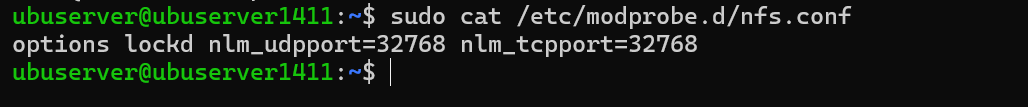 ubuserver@ubuserver1411:~$ sudo cat /etc/modprobe.d/nfs.conf
options lockd nlm_udpport=32768 nlm_tcpport=32768
ubuserver@ubuserver1411:~$